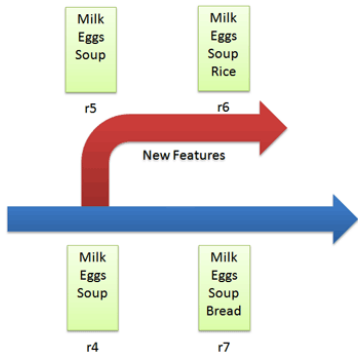 Milk
Eggs
Soup
r5
Milk
Eggs
Soup
Rice
r6
New Features
Milk
Eggs
Soup
r4
Milk
Eggs
Soup
Bread
r7